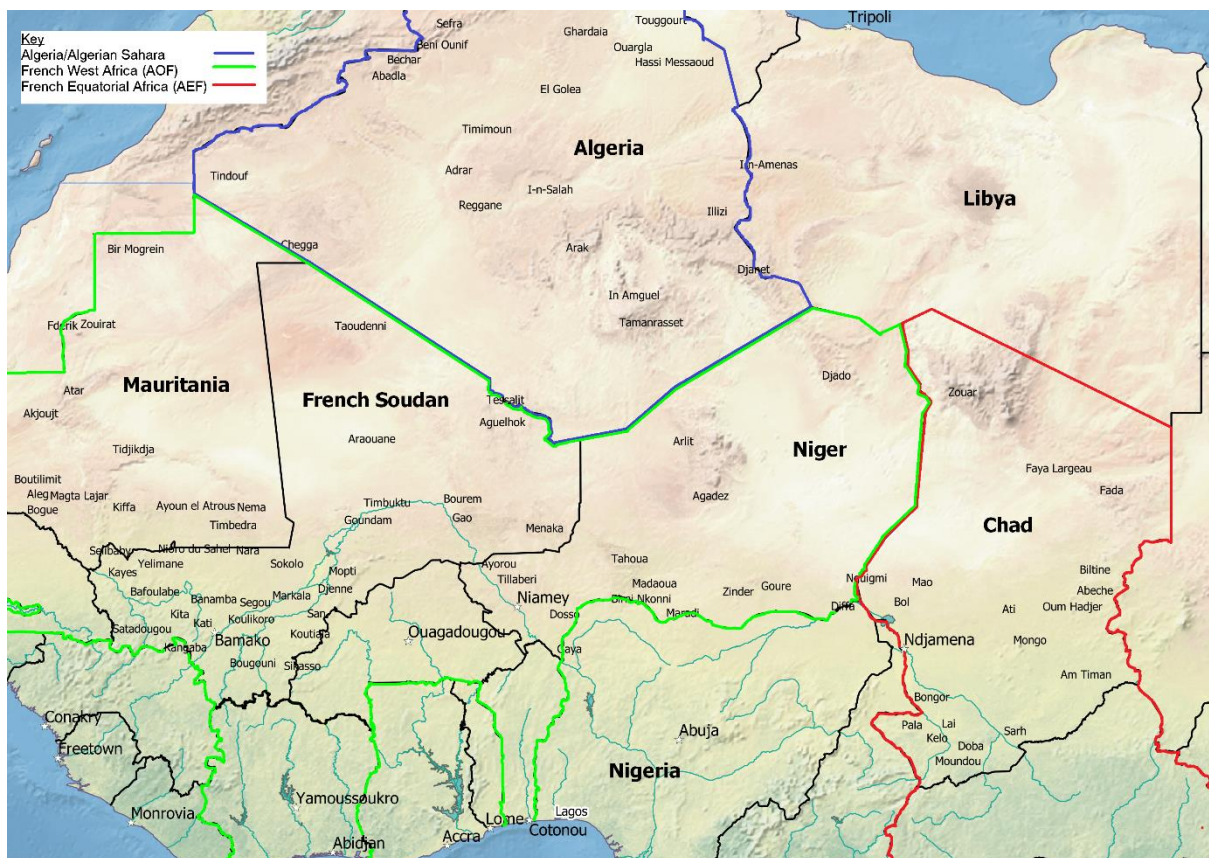 Key
Algeria/Algerian Sahara
French West Africa (AOF)
French Equatorial Africa (AEF)
Sefra
Touggourt
Tripoli
Ghardaia
Beni Ounif
Ouargla
Bechar
Hassi Messaoud
Abadla
El Golea
Timimoun
Algeria
Adrar
In-Amenas
Tindouf
I-n-Salah
Libya
Reggane
Illizi
Bir Mogrein
Chegga
Arak
Djanet
In Amguel
Fderik
Zouirat
Taoudenni
Tamanrasset
Mauritania
Djado
Atar
Zouar
French Soudan
Tessalit
Akjoujt
Aguelhok
Araouane
Arlit
Niger
Tidjikdja
Faya Largeau
Boutilimit
Fada
Aleg
Magta Lajar
Agadez
Bogue
Kiffa
Ayoun el Atrous
Nema
Timbuktu
Bourem
Chad
Timbedra
Goundam
Gao
Menaka
Selibaby
Nioro du Sahel
Nara
Yelimane
Sokolo
Ayorou
Tahoua
Kayes
Mopti
Tillaberi
Biltine
Bafoulabe
Djenne
Madaoua
Zinder
Goure
Nguigmi
Mao
Abeche
Banamba
Segou
Markala
Niamey
Birni Nkonni
Diffa
Bol
Oum Hadjer
Kita
Koulikoro
San
Dosso
Maradi
Ati
Satadougou
Kati
Bamako
Koutiala
Ouagadougou
Ndjamena
Mongo
Kangaba
Bougouni
Sikasso
Gaya
Am Timan
Bongor
Conakry
Abuja
Pala
Lai
Sarh
Freetown
Kelo
Doba
Nigeria
Moundou
Yamoussoukro
Monrovia
Lome
Lagos
Cotonou
Abidjan
Accra